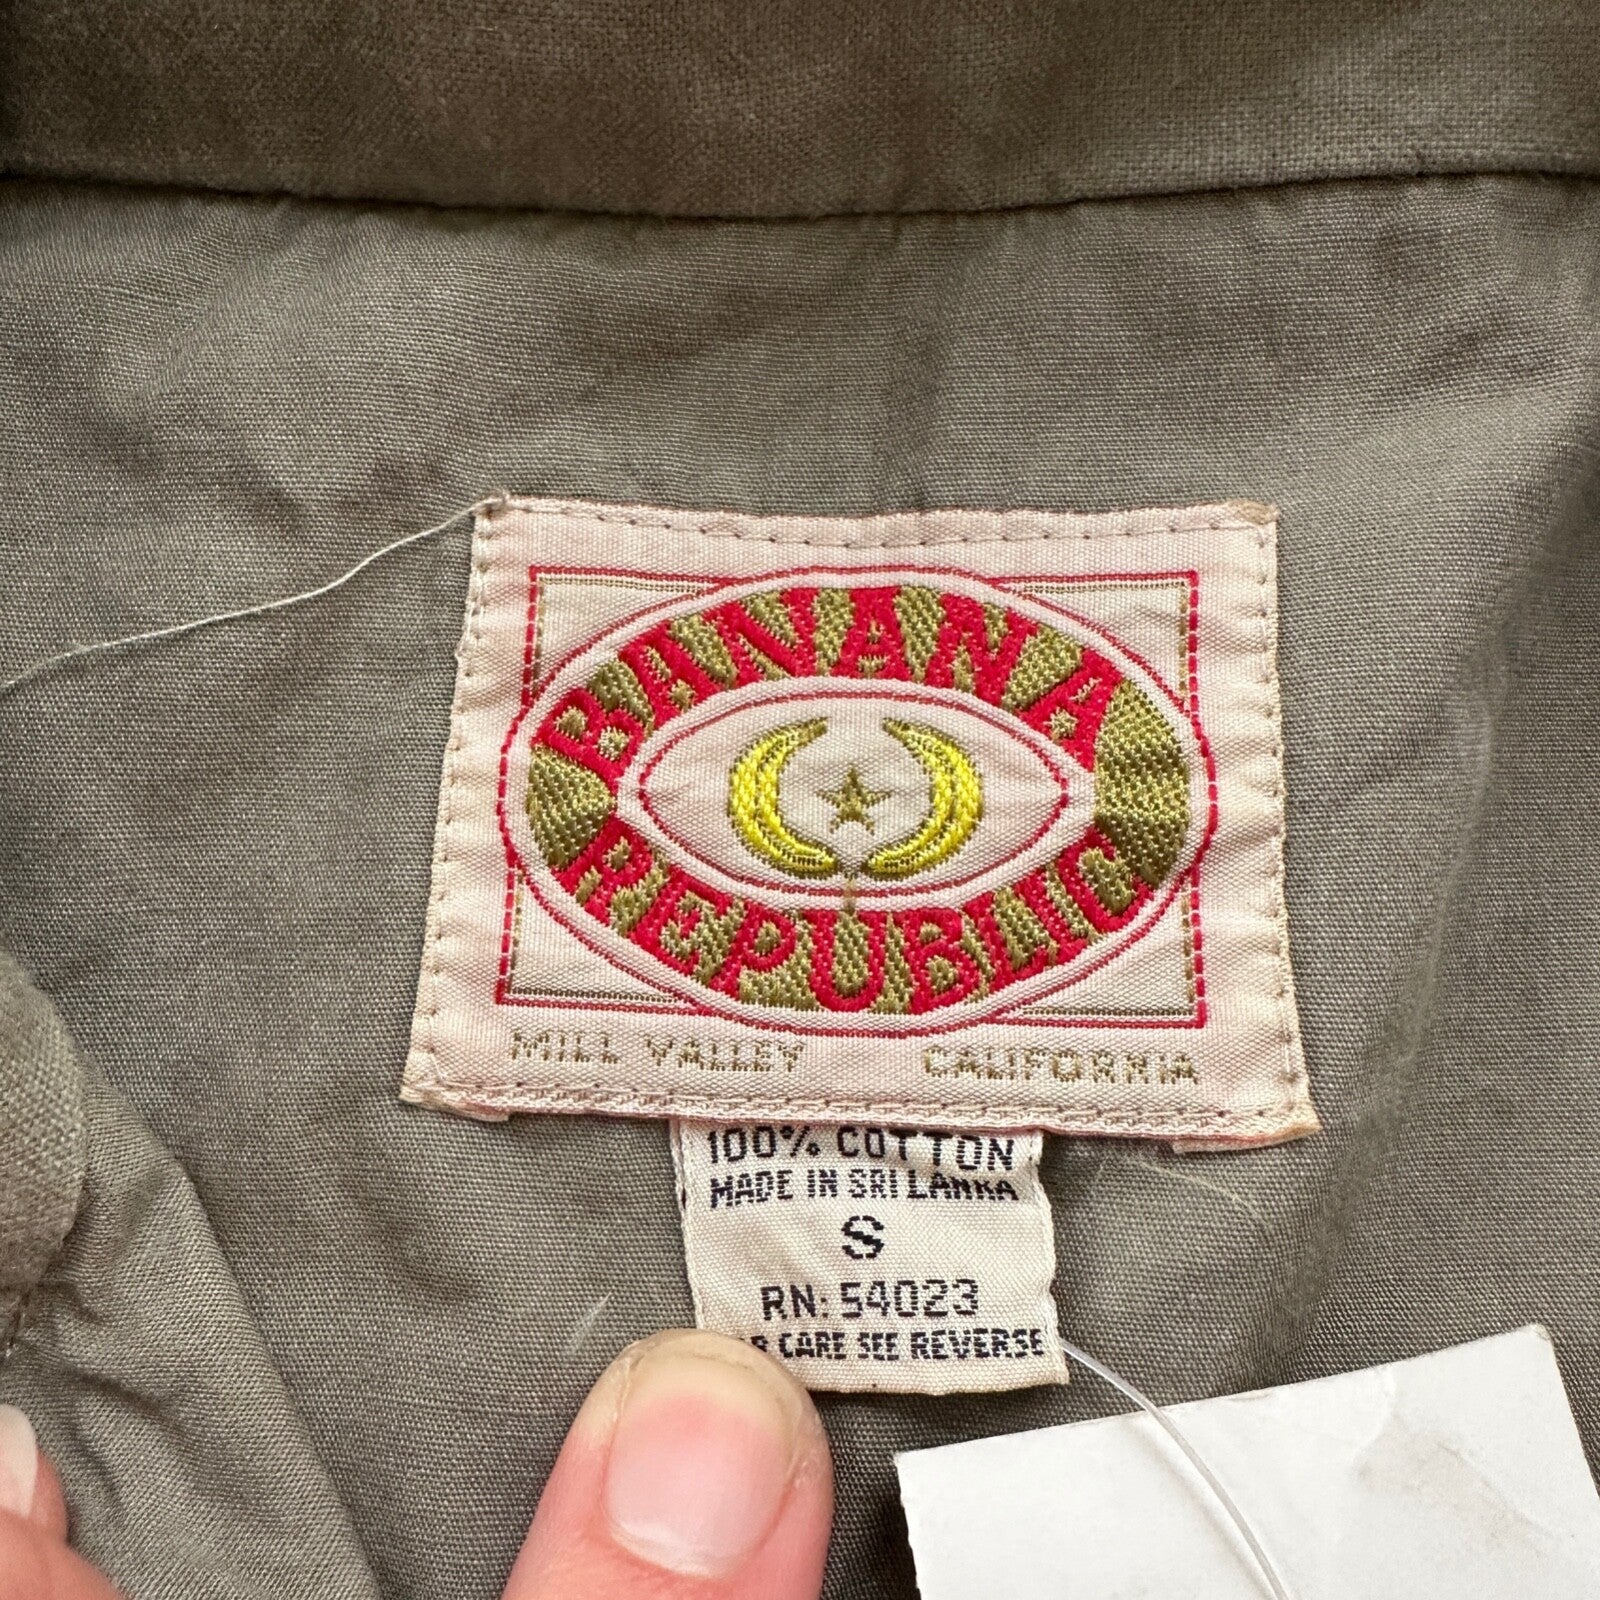 BANANA
REPUBLIC
MILL VALLEY CALIFORNIA
100% COTTON
MADE IN SRI LANKA
S
RN: 54023
CARE SEE REVERSE